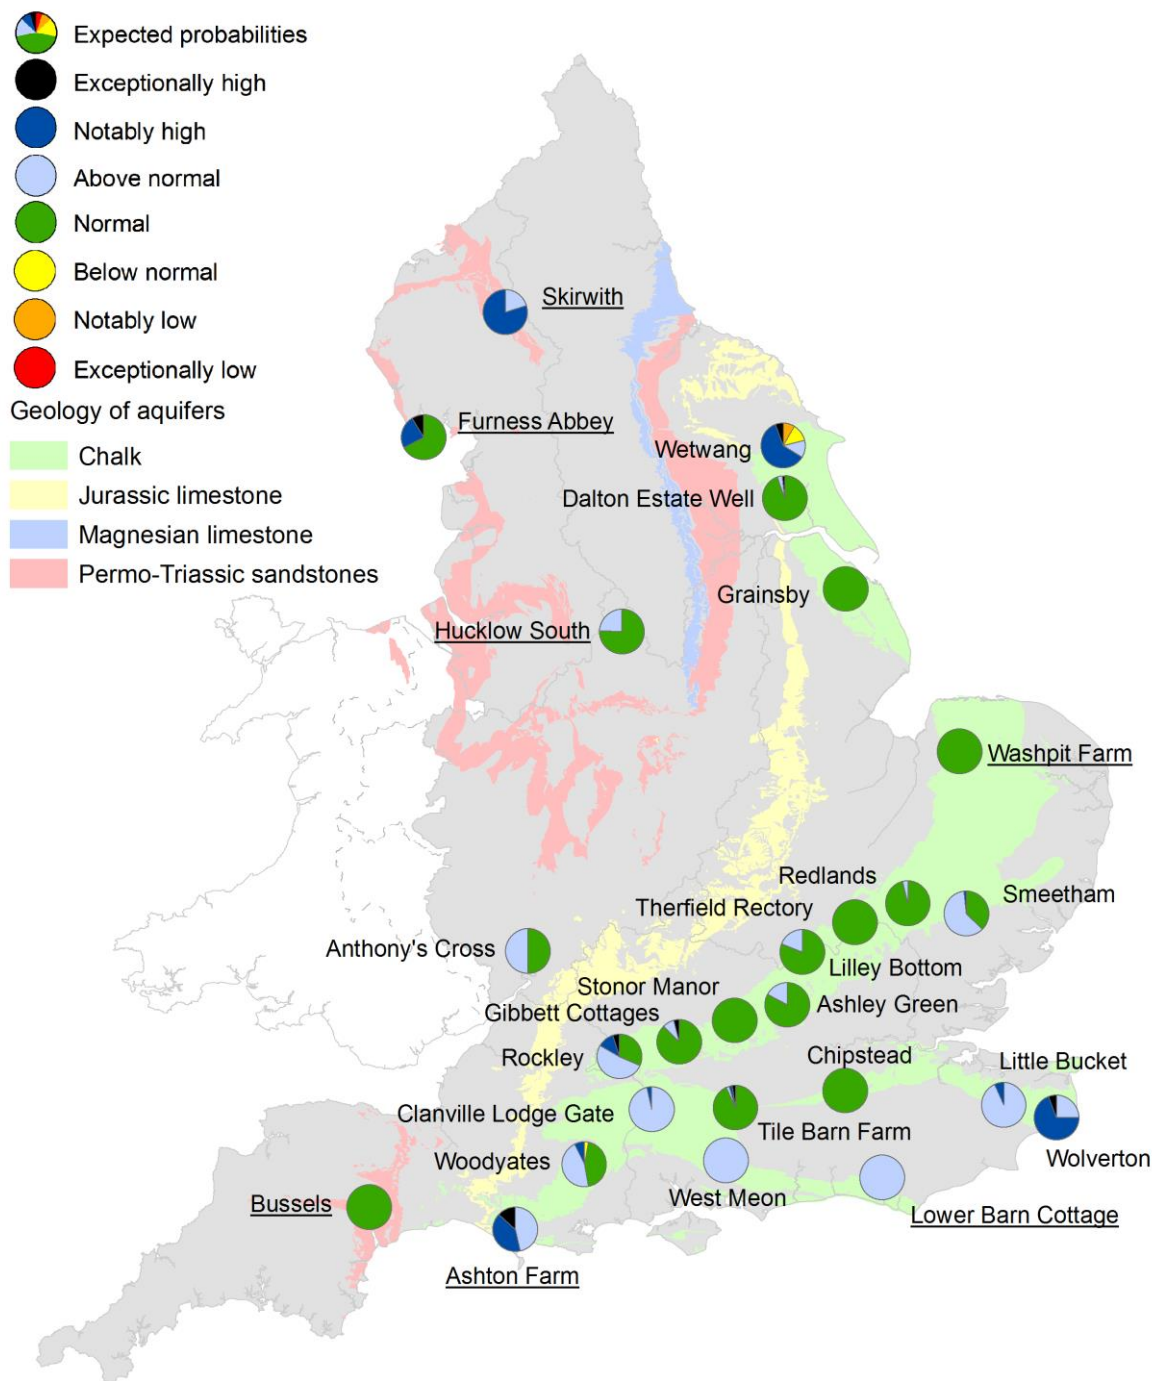 Expected probabilities
Exceptionally high
Notably high
Above normal
Normal
Below normal
Notably low
Exceptionally low
Geology of aquifers
Chalk
Jurassic limestone
Magnesian limestone
Permo-Triassic sandstones
Skirwith
Furness Abbey
Wetwang
Dalton Estate Well
Grainsby
Hucklow South
Washpit Farm
Redlands
Smeetham
Therfield Rectory
Anthony's Cross
Lilley Bottom
Stonor Manor
Ashley Green
Gibbett Cottages
Rockley
Chipstead
Little Bucket
Clanville Lodge Gate
Tile Barn Farm
Woodyates
Wolverton
West Meon
Bussels
Lower Barn Cottage
Ashton Farm